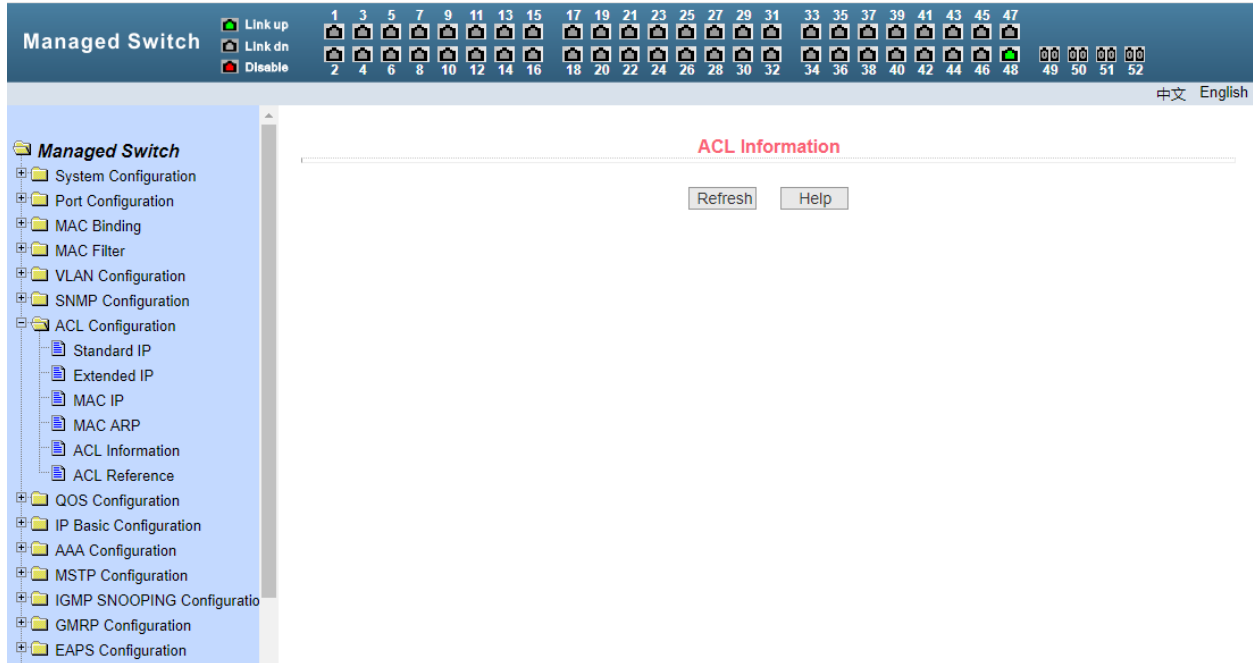 Managed Switch
Link up
Link dn
Disable
1 3 5 7 9 11 13 15 17 19 21 23 25 27 29 31 33 35 37 39 41 43 45 47
2 4 6 8 10 12 14 16 18 20 22 24 26 28 30 32 34 36 38 40 42 44 46 48 49 50 51 52
中文 English
Managed Switch
System Configuration
Port Configuration
MAC Binding
MAC Filter
VLAN Configuration
SNMP Configuration
ACL Configuration
Standard IP
Extended IP
MAC IP
MAC ARP
ACL Information
ACL Reference
QOS Configuration
IP Basic Configuration
AAA Configuration
MSTP Configuration
IGMP SNOOPING Configuratio
GMRP Configuration
EAPS Configuration
ACL Information
Refresh Help